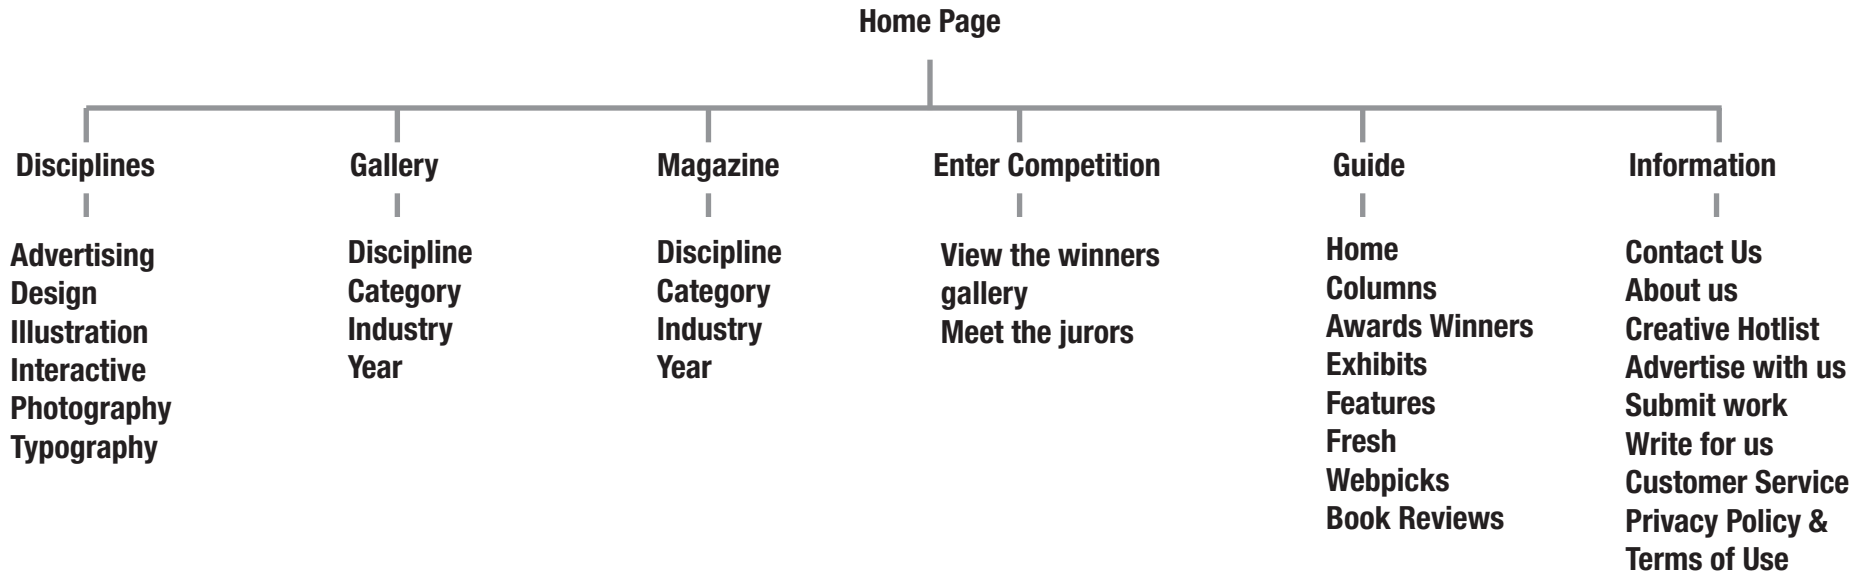 Home Page
Disciplines
Gallery
Magazine
Enter Competition
Guide
Information
Advertising
Design
Illustration
Interactive
Photography
Typography
Discipline
Category
Industry
Year
Discipline
Category
Industry
Year
View the winners
gallery
Meet the jurors
Home
Columns
Awards Winners
Exhibits
Features
Fresh
Webpicks
Book Reviews
Contact Us
About us
Creative Hotlist
Advertise with us
Submit work
Write for us
Customer Service
Privacy Policy &
Terms of Use